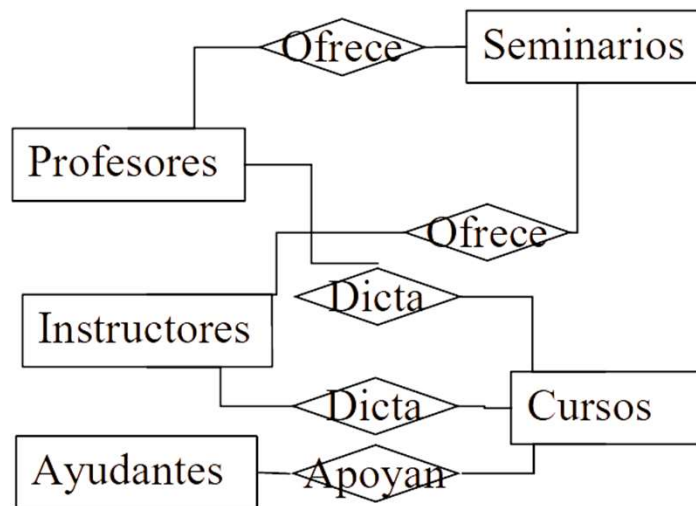 Ofrece
Seminarios
Profesores
Ofrece
Dicta
Instructores
Dicta
Cursos
Ayudantes
Apoyan